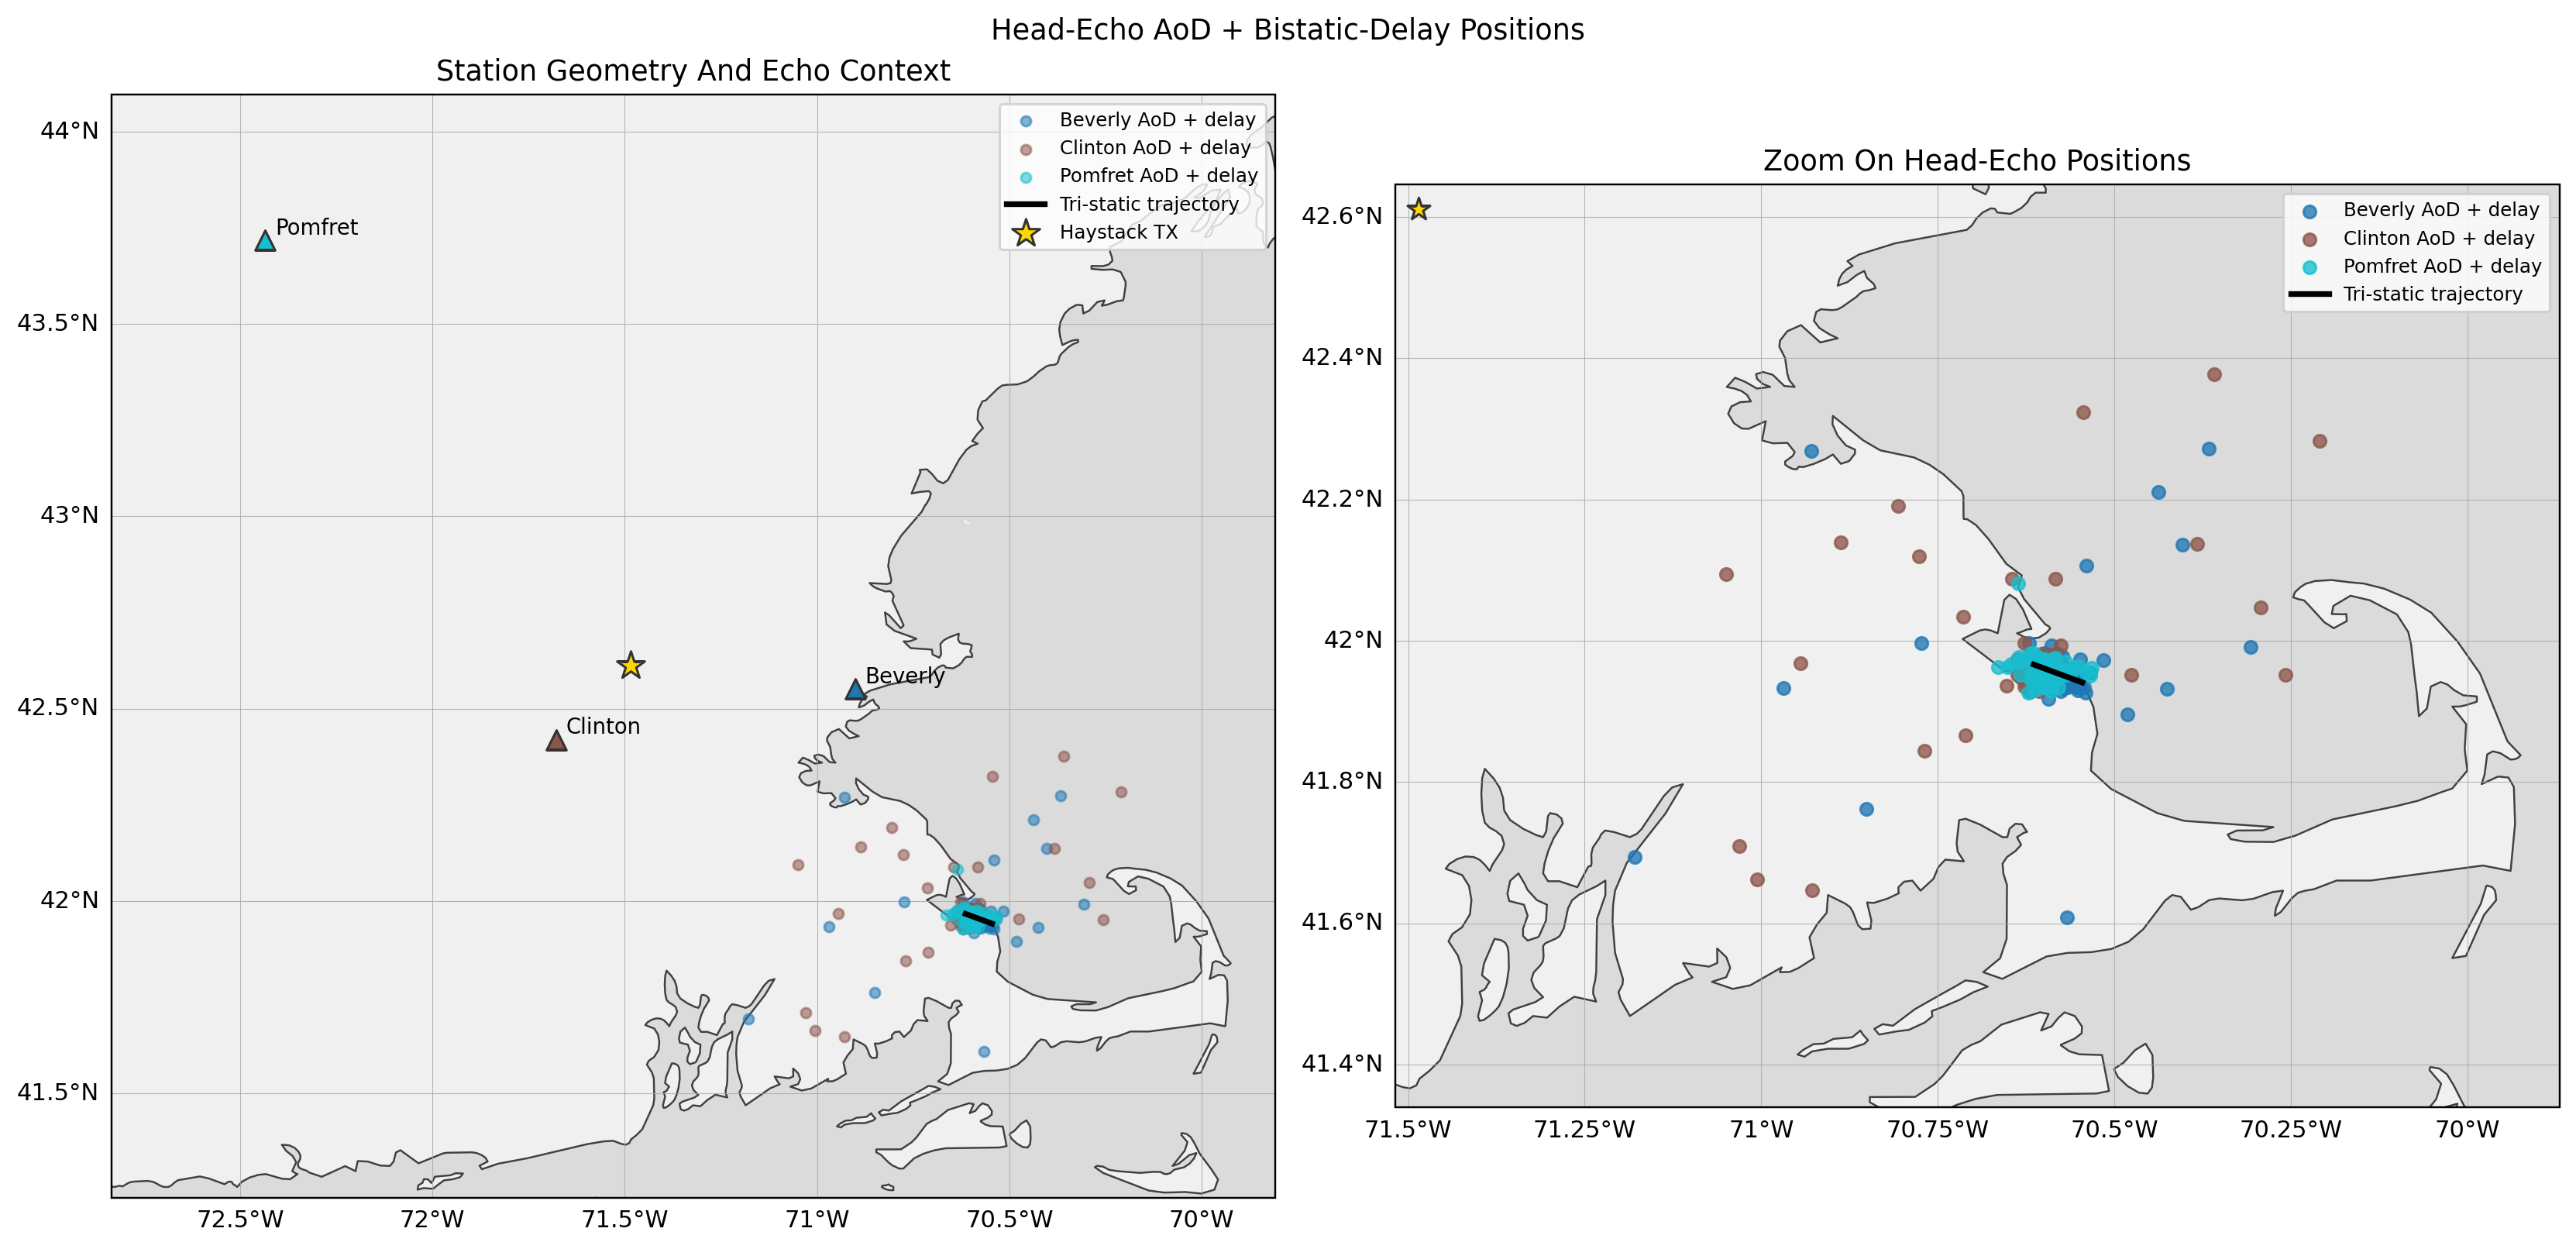 Head-Echo AoD + Bistatic-Delay Positions
Station Geometry And Echo Context
44°N
43.5°N
43°N
42.5°N
42°N
41.5°N
72.5°W
72°W
71.5°W
71°W
70.5°W
70°W
Beverly AoD + delay
Clinton AoD + delay
Pomfret AoD + delay
Tri-static trajectory
Haystack TX
Pomfret
Beverly
Clinton
Zoom On Head-Echo Positions
42.6°N
42.4°N
42.2°N
42°N
41.8°N
41.6°N
41.4°N
71.5°W
71.25°W
71°W
70.75°W
70.5°W
70.25°W
70°W
Beverly AoD + delay
Clinton AoD + delay
Pomfret AoD + delay
Tri-static trajectory